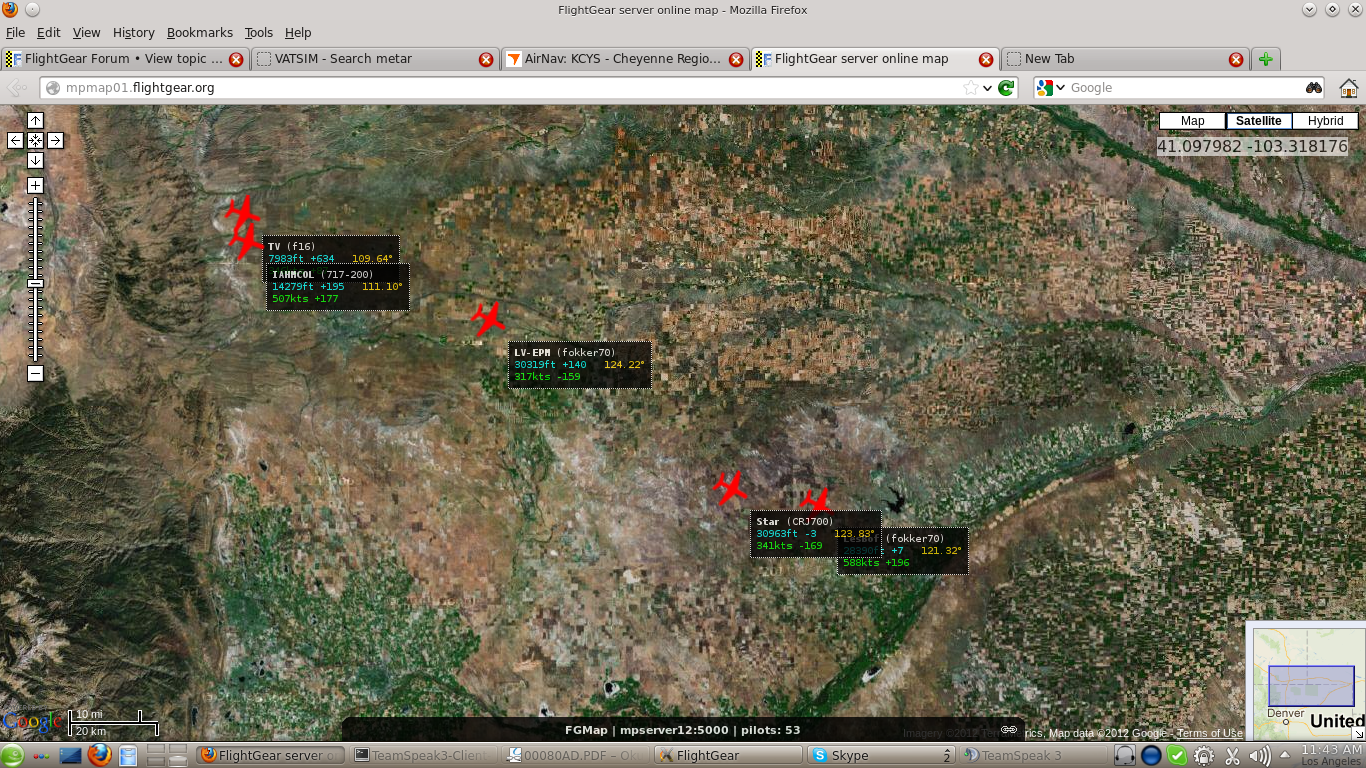 FlightGear server online map - Mozilla Firefox
File Edit View History Bookmarks Tools Help
FlightGear Forum • View topic ...
VATSIM - Search metar
AirNav: KCYS - Cheyenne Regio...
FlightGear server online map
New Tab
mpmap01.flightgear.org
Google
Map Satellite Hybrid
41.097982 -103.318176
TV (f16)
7983ft +634 109.64°
IAHMCOL (717-200)
14279ft +195 111.10°
507kts +177
LV-EPM (fokker70)
30319ft +140 124.22°
317kts -159
Star (CRJ700)
30963ft -3 123.83°
341kts -169
(fokker70)
+7 121.32°
588kts +196
Denver
United
Google
10 mi
20 km
FGMap | mpserver12:5000 | pilots: 53
Imagery ©2012 rics, Map data ©2012 Google - Terms of Use
FlightGear server o
TeamSpeak3-Client
00080AD.PDF – Ok
FlightGear
Skype 2
TeamSpeak 3
11:43 AM
Los Angeles